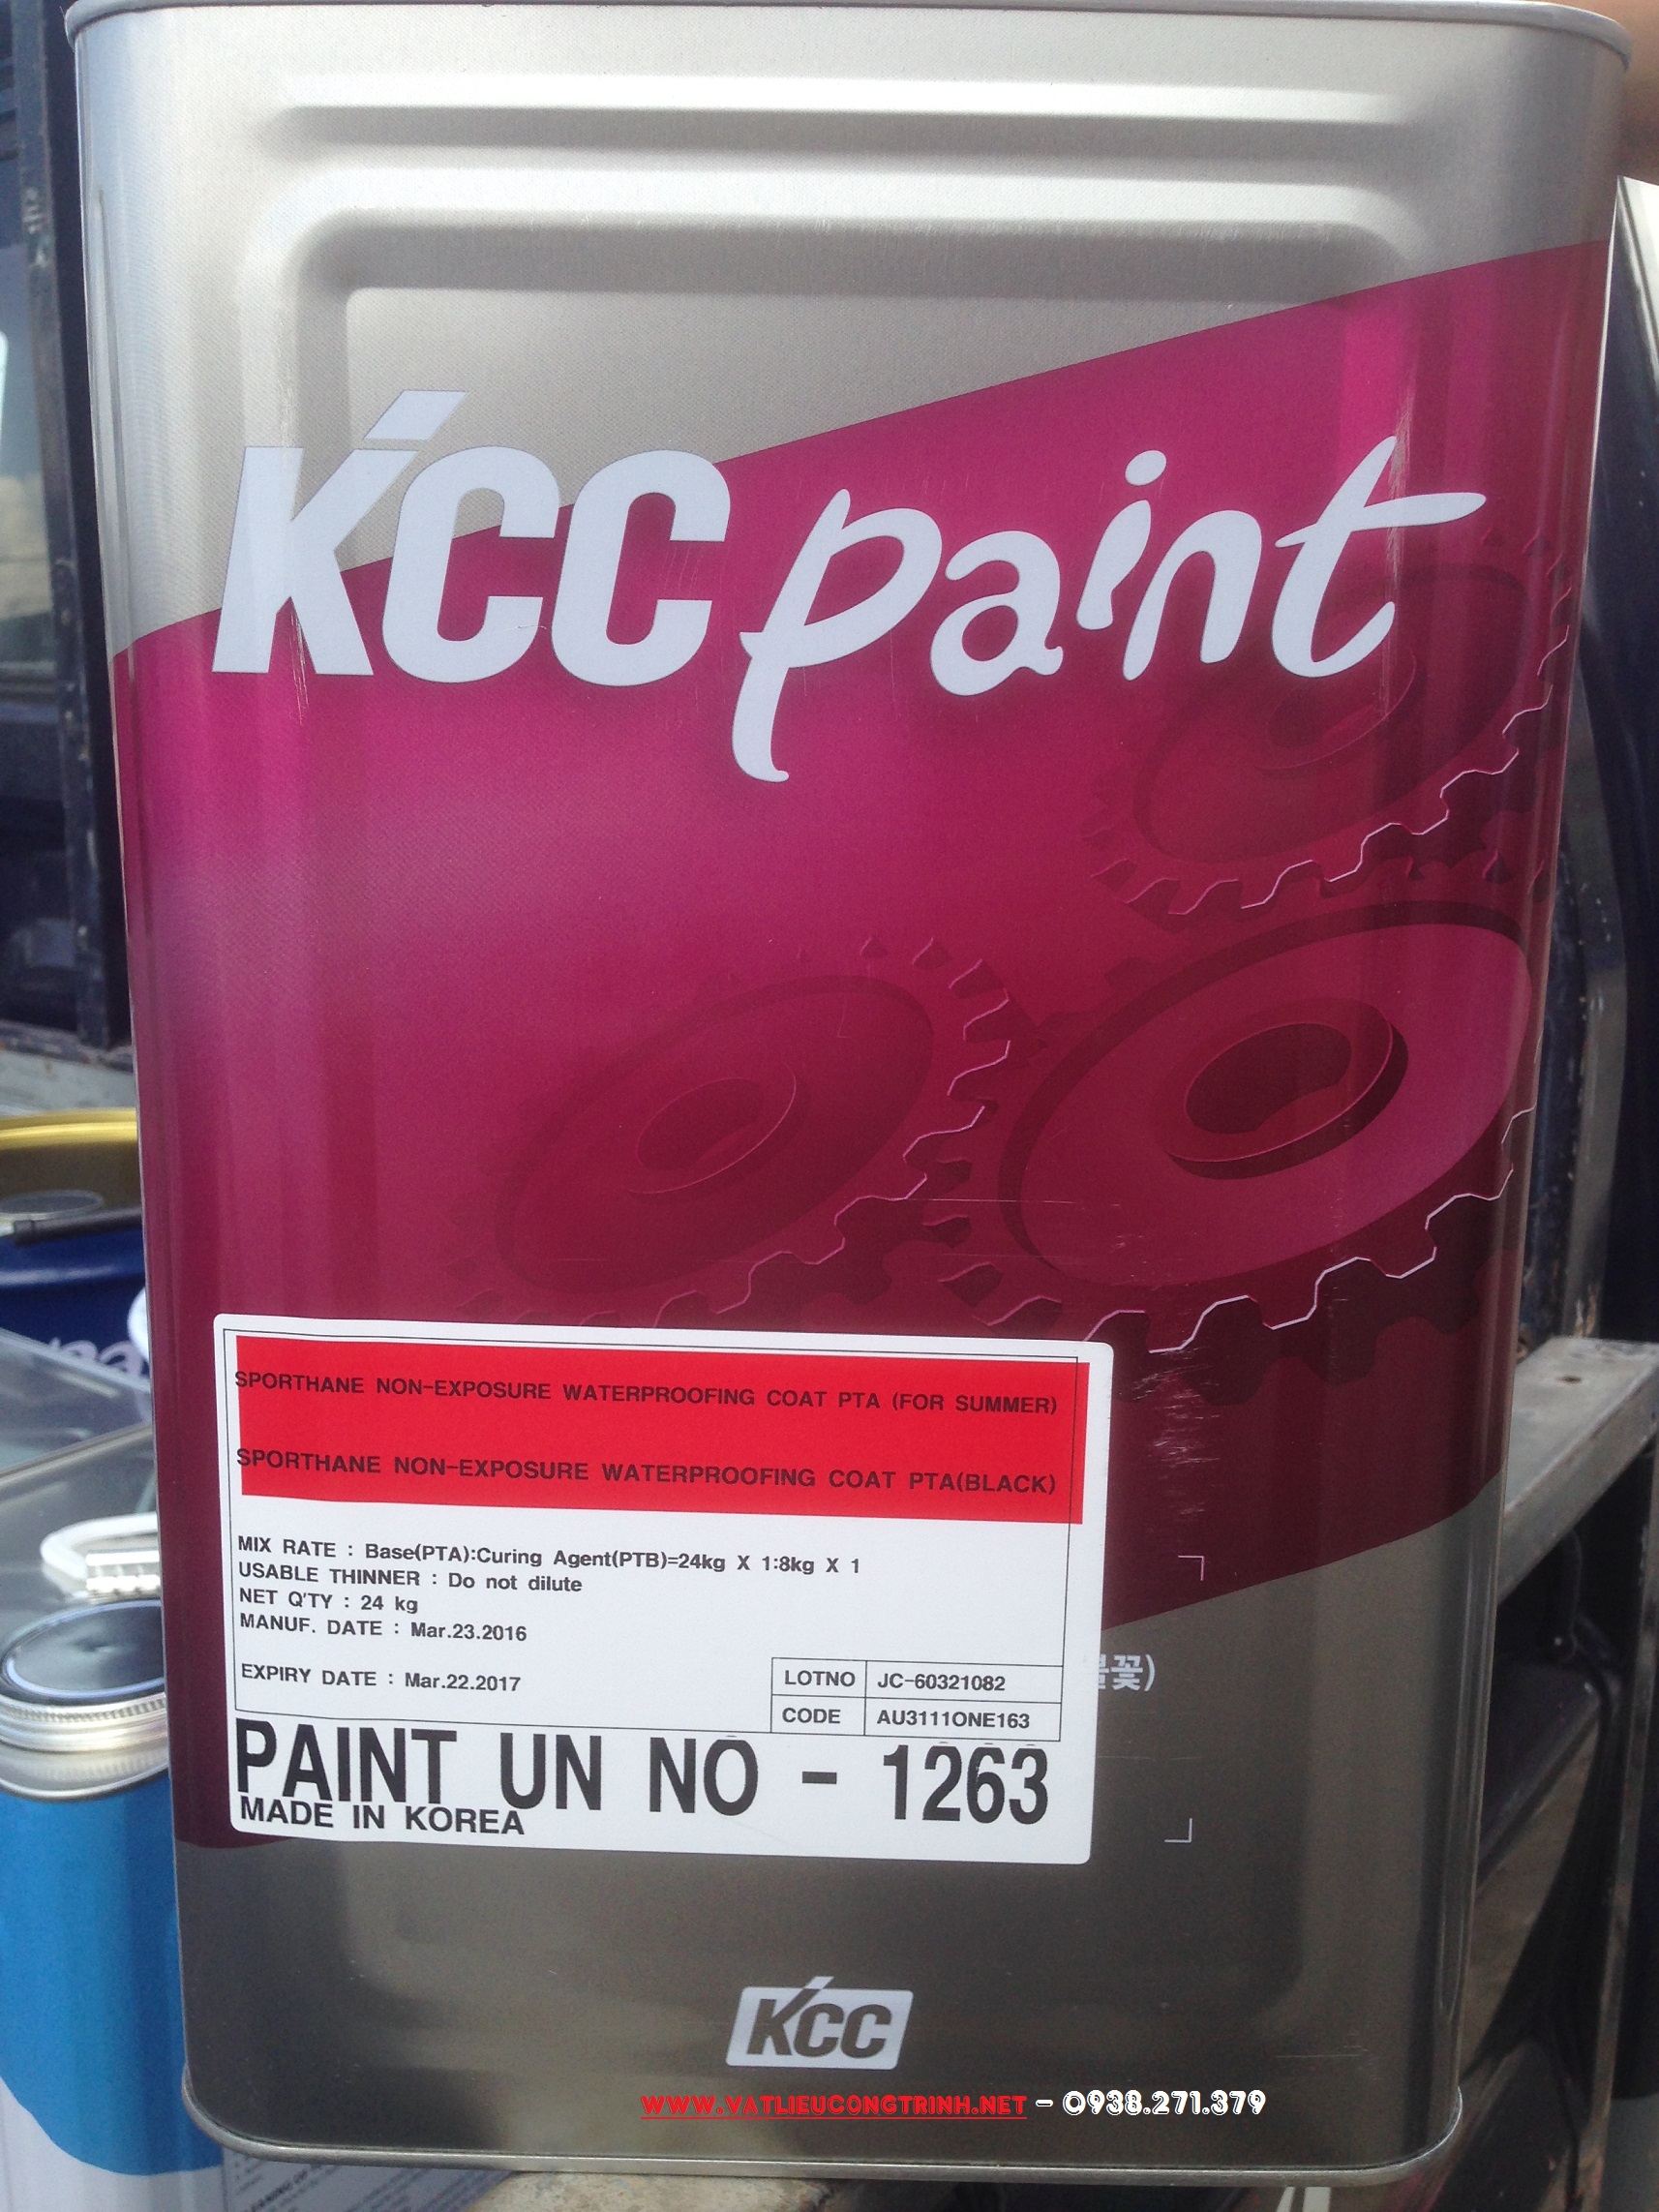 KCC paint
SPORTHANE NON-EXPOSURE WATERPROOFING COAT PTA (FOR SUMMER)
SPORTHANE NON-EXPOSURE WATERPROOFING COAT PTA(BLACK)
MIX RATE : Base(PTA):Curing Agent(PTB)=24kg X 1:8kg X 1
USABLE THINNER : Do not dilute
NET Q'TY : 24 kg
MANUF. DATE : Mar.23.2016
EXPIRY DATE : Mar.22.2017
LOTNO JC-60321082
CODE AU3111ONE163
PAINT UN NO - 1263
MADE IN KOREA
KCC
WWW.VATLIEUCONGTRINH.NET - 0938.271.379